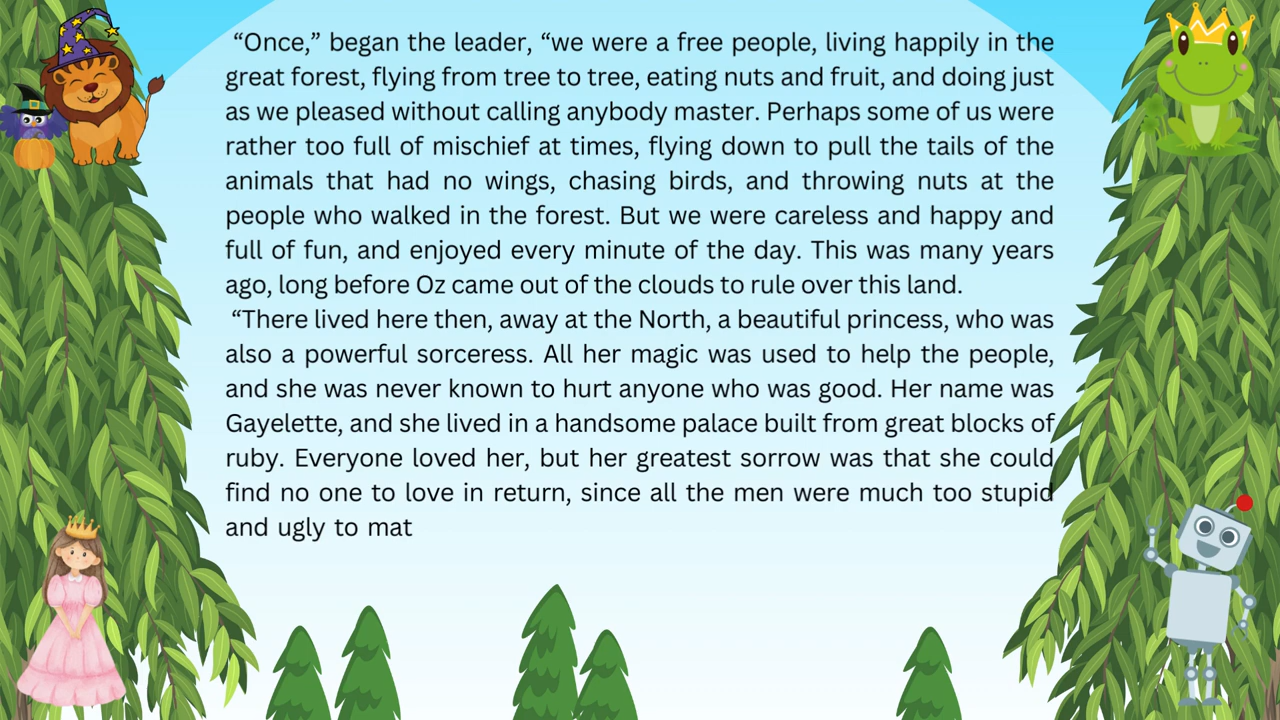 “Once,” began the leader, “we were a free people, living happily in the
great forest, flying from tree to tree, eating nuts and fruit, and doing just
as we pleased without calling anybody master. Perhaps some of us were
rather too full of mischief at times, flying down to pull the tails of the
animals that had no wings, chasing birds, and throwing nuts at the
people who walked in the forest. But we were careless and happy and
full of fun, and enjoyed every minute of the day. This was many years
ago, long before Oz came out of the clouds to rule over this land.
“There lived here then, away at the North, a beautiful princess, who was
also a powerful sorceress. All her magic was used to help the people,
and she was never known to hurt anyone who was good. Her name was
Gayelette, and she lived in a handsome palace built from great blocks of
ruby. Everyone loved her, but her greatest sorrow was that she could
find no one to love in return, since all the men were much too stupid
and ugly to mat